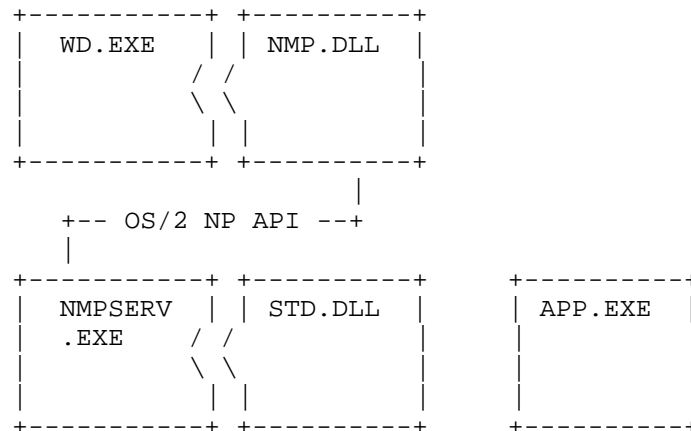 WD.EXE NMP.DLL
OS/2 NP API
NMPSERV STD.DLL APP.EXE
.EXE